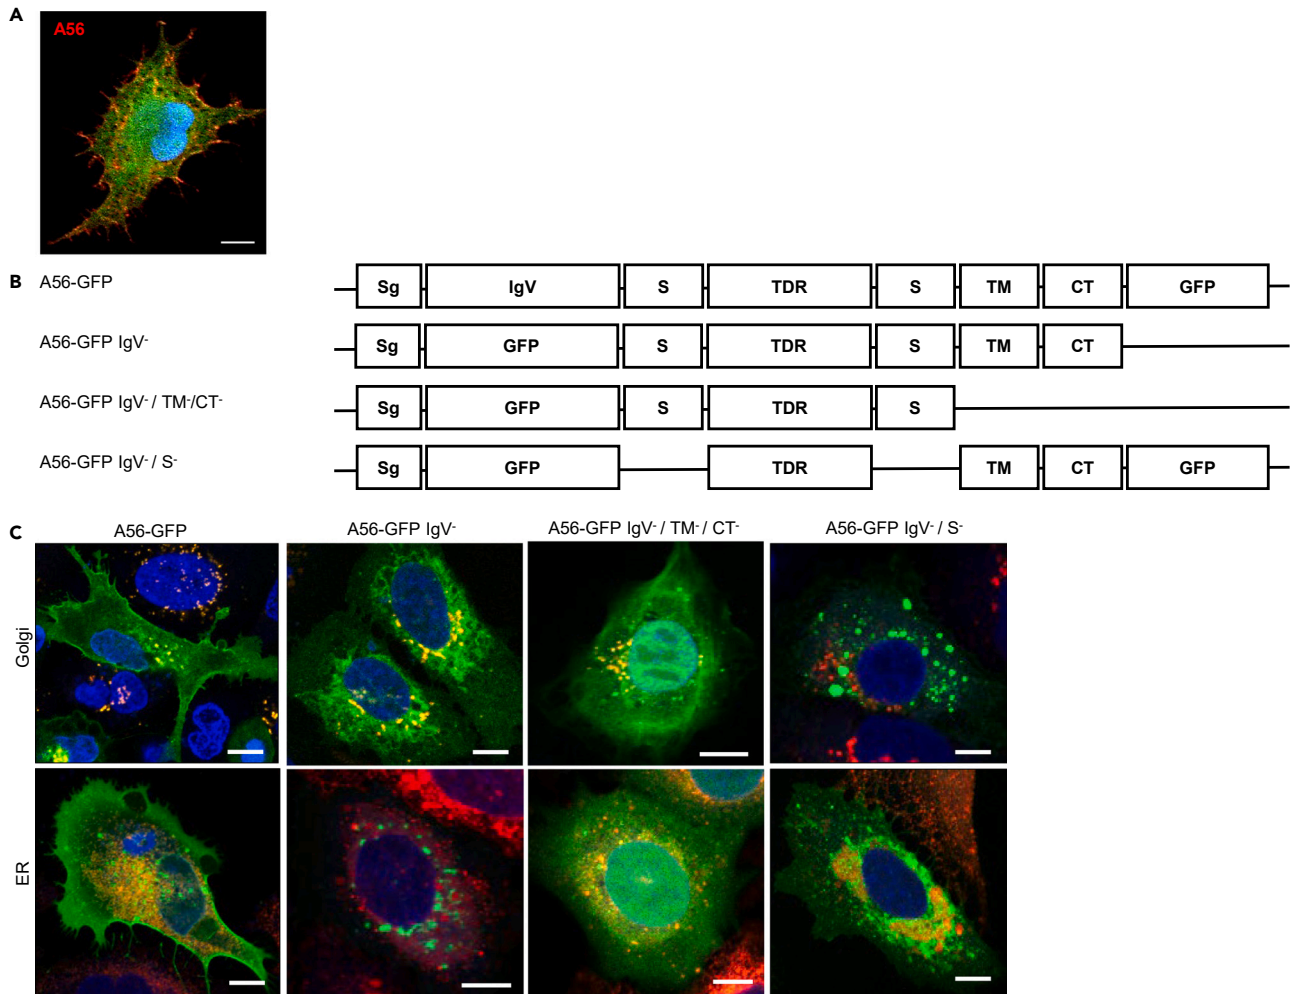 A
A56
B
A56-GFP
Sg IgV S TDR S TM CT GFP
A56-GFP IgV-
Sg GFP S TDR S TM CT
A56-GFP IgV- / TM-/CT-
Sg GFP S TDR S
A56-GFP IgV- / S-
Sg GFP TDR TM CT GFP
C
A56-GFP
A56-GFP IgV-
A56-GFP IgV- / TM- / CT-
A56-GFP IgV- / S-
Golgi
ER